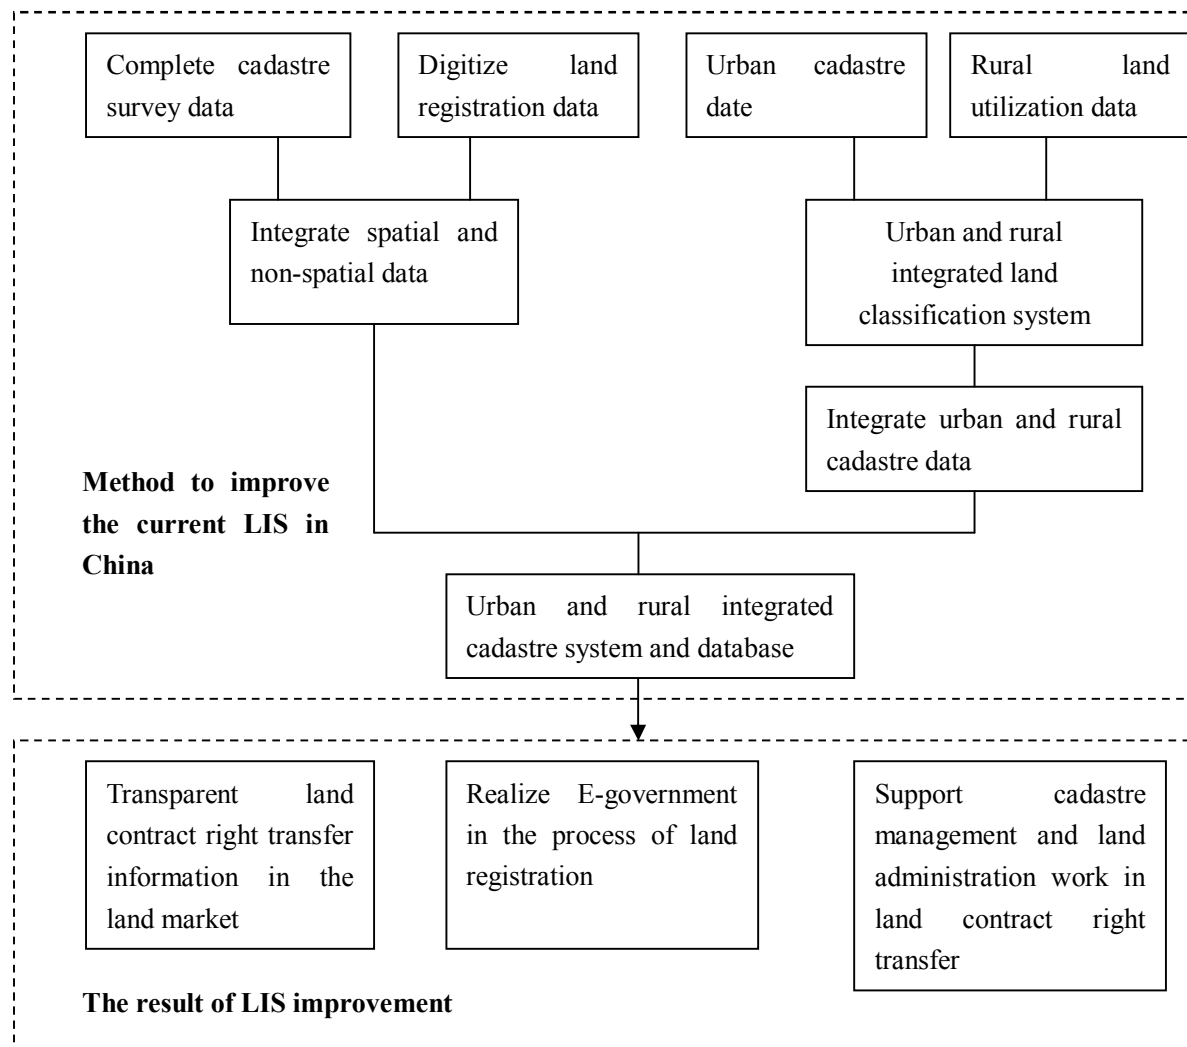 Complete cadastre
survey data
Digitize land
registration data
Urban cadastre
date
Rural land
utilization data
Integrate spatial and
non-spatial data
Urban and rural
integrated land
classification system
Integrate urban and rural
cadastre data
Method to improve
the current LIS in
China
Urban and rural integrated
cadastre system and database
Transparent land
contract right transfer
information in the
land market
Realize E-government
in the process of land
registration
Support cadastre
management and land
administration work in
land contract right
transfer
The result of LIS improvement